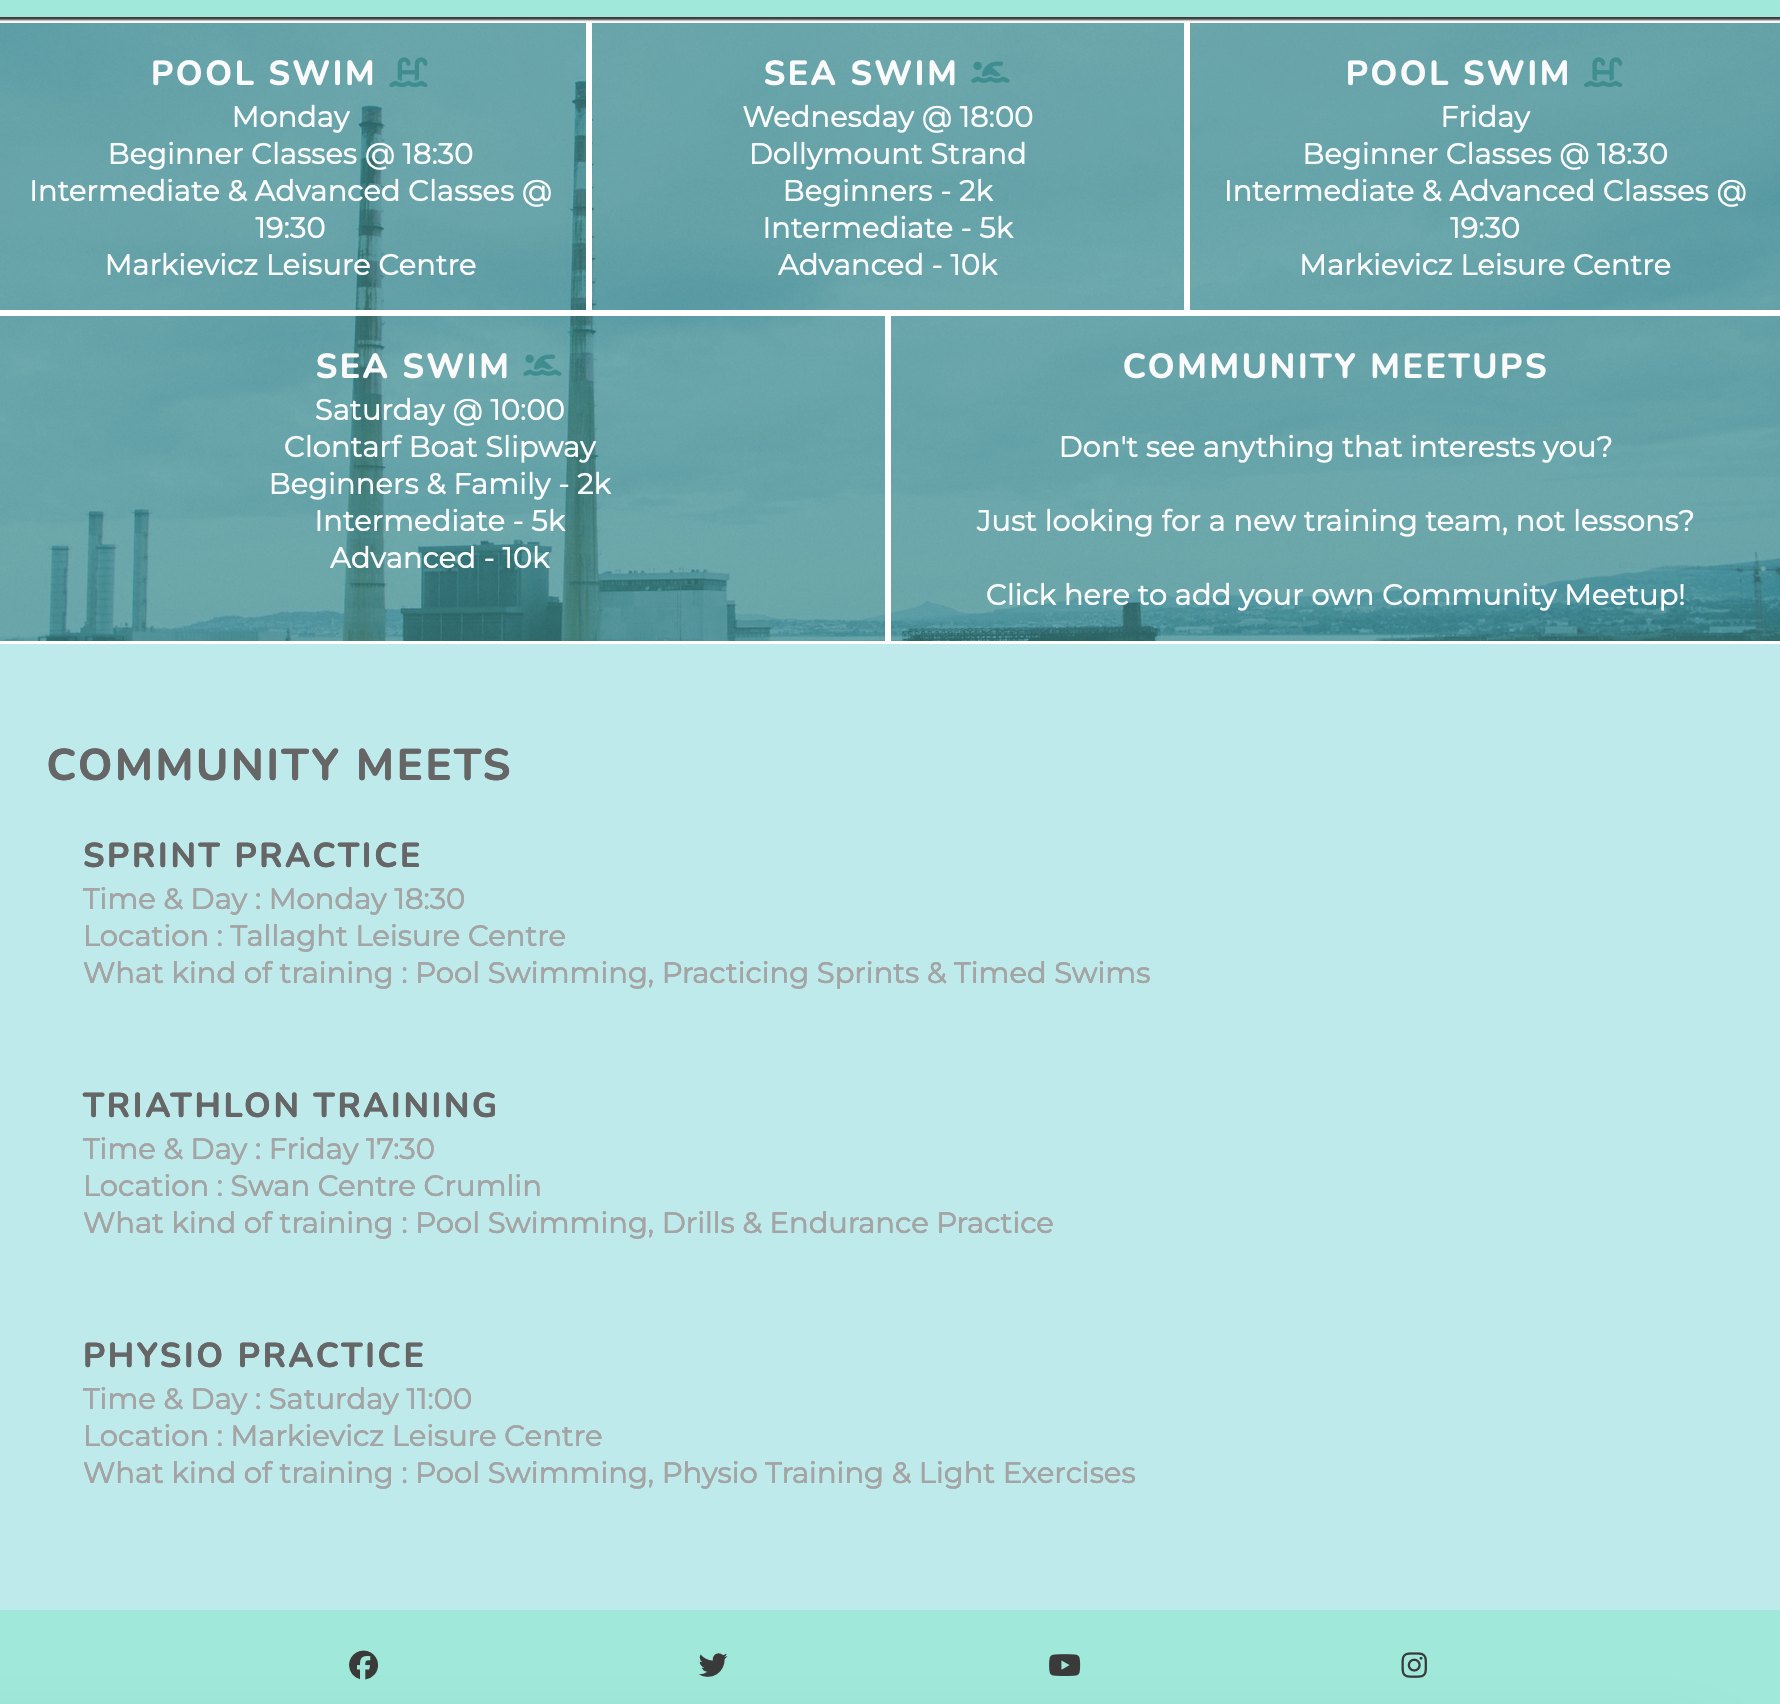 POOL SWIM
Monday
Beginner Classes @ 18:30
Intermediate & Advanced Classes @
19:30
Markievicz Leisure Centre
SEA SWIM
Wednesday @ 18:00
Dollymount Strand
Beginners - 2k
Intermediate - 5k
Advanced - 10k
POOL SWIM
Friday
Beginner Classes @ 18:30
Intermediate & Advanced Classes @
19:30
Markievicz Leisure Centre
SEA SWIM
Saturday @ 10:00
Clontarf Boat Slipway
Beginners & Family - 2k
Intermediate - 5k
Advanced - 10k
COMMUNITY MEETUPS
Don't see anything that interests you?
Just looking for a new training team, not lessons?
Click here to add your own Community Meetup!
COMMUNITY MEETS
SPRINT PRACTICE
Time & Day : Monday 18:30
Location : Tallaght Leisure Centre
What kind of training : Pool Swimming, Practicing Sprints & Timed Swims
TRIATHLON TRAINING
Time & Day : Friday 17:30
Location : Swan Centre Crumlin
What kind of training : Pool Swimming, Drills & Endurance Practice
PHYSIO PRACTICE
Time & Day : Saturday 11:00
Location : Markievicz Leisure Centre
What kind of training : Pool Swimming, Physio Training & Light Exercises